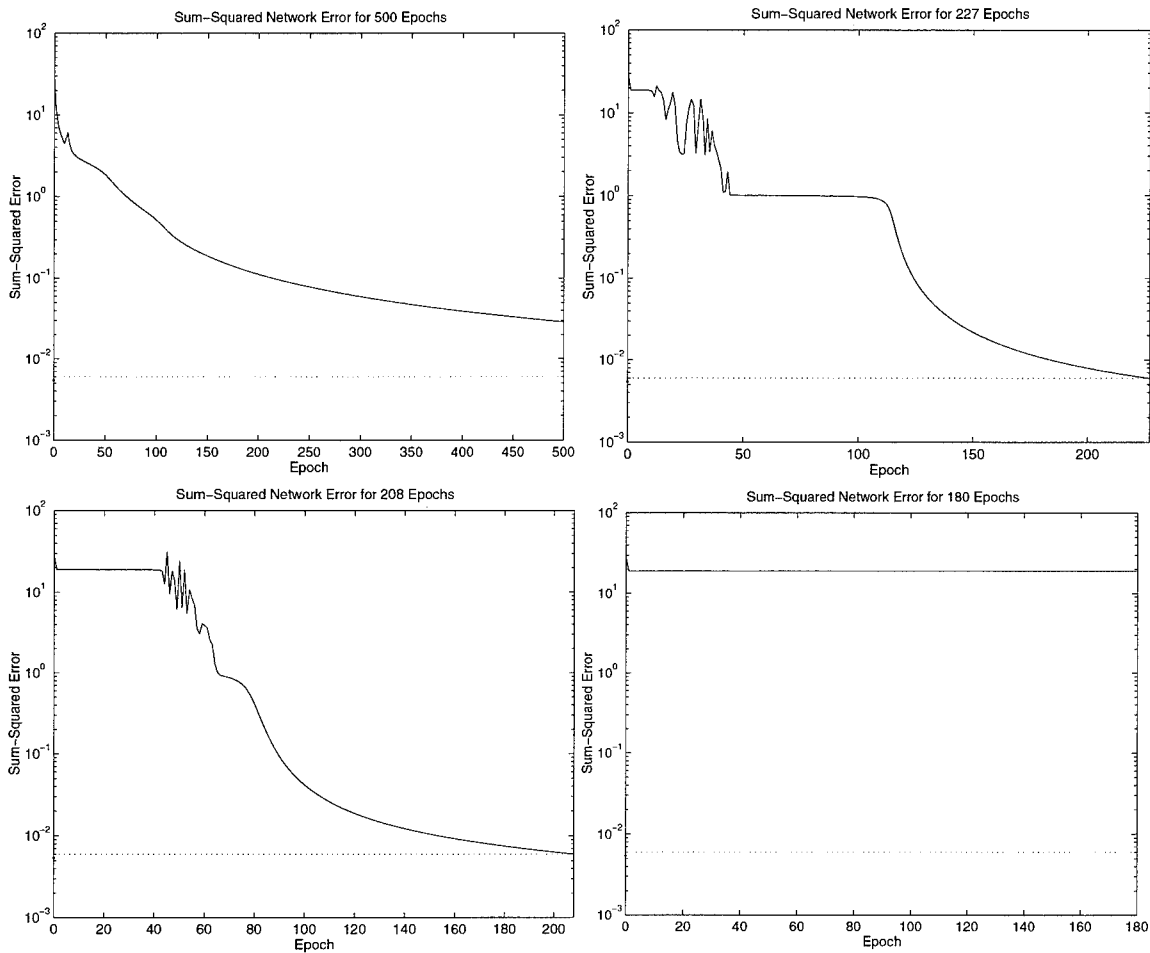 Sum-Squared Network Error for 500 Epochs
10^2
10^1
10^0
10^-1
10^-2
10^-3
Sum-Squared Error
0 50 100 150 200 250 300 350 400 450 500
Epoch
Sum-Squared Network Error for 227 Epochs
10^2
10^1
10^0
10^-1
10^-2
10^-3
Sum-Squared Error
0 50 100 150 200
Epoch
Sum-Squared Network Error for 208 Epochs
10^2
10^1
10^0
10^-1
10^-2
10^-3
Sum-Squared Error
0 20 40 60 80 100 120 140 160 180 200
Epoch
Sum-Squared Network Error for 180 Epochs
10^2
10^1
10^0
10^-1
10^-2
10^-3
Sum-Squared Error
0 20 40 60 80 100 120 140 160 180
Epoch